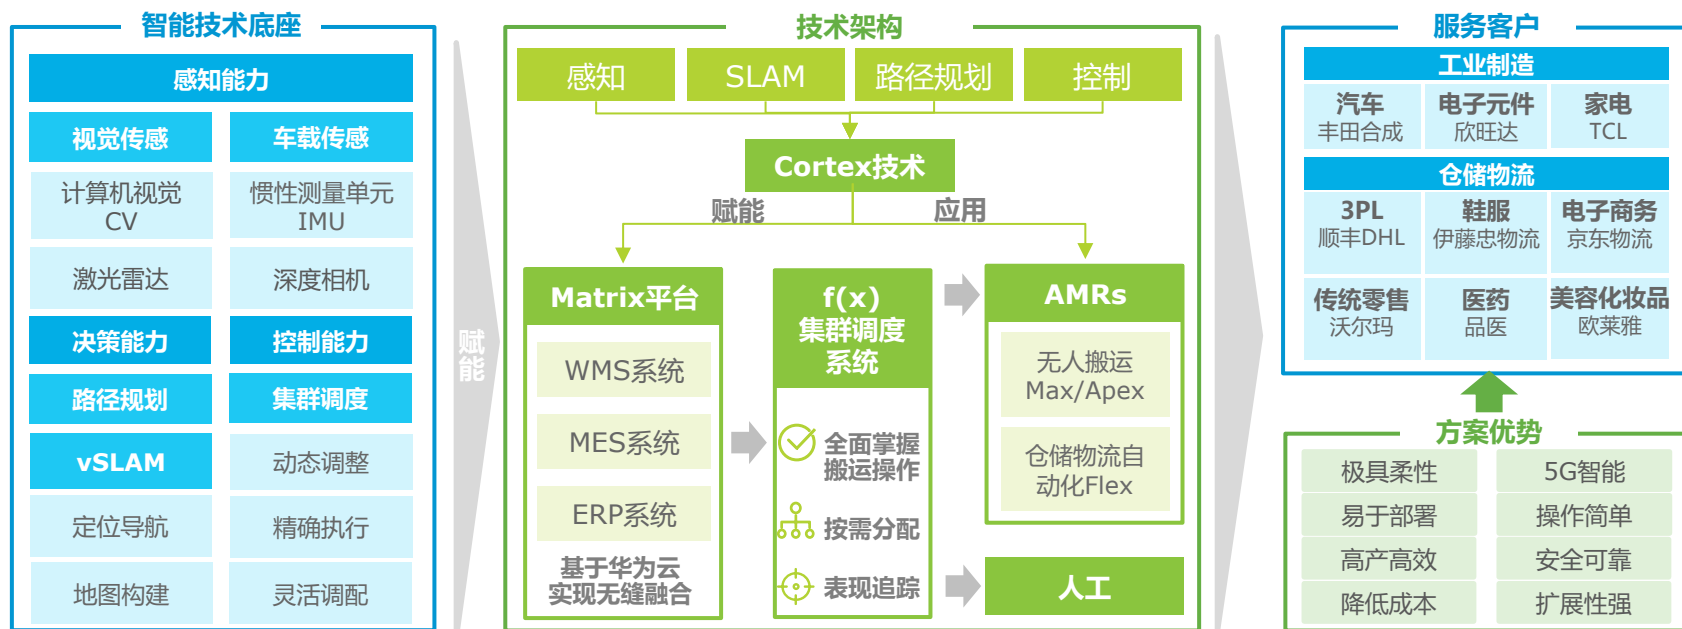 智能技术底座
感知能力
视觉传感
车载传感
计算机视觉
CV
惯性测量单元
IMU
激光雷达
深度相机
决策能力
控制能力
路径规划
集群调度
vSLAM
动态调整
定位导航
精确执行
地图构建
灵活调配
赋能
技术架构
感知
SLAM
路径规划
控制
Cortex技术
赋能
应用
Matrix平台
WMS系统
MES系统
ERP系统
基于华为云
实现无缝融合
f(x)
集群调度
系统
全面掌握
搬运操作
按需分配
表现追踪
AMRs
无人搬运
Max/Apex
仓储物流自
动化Flex
人工
服务客户
工业制造
汽车
丰田合成
电子元件
欣旺达
家电
TCL
仓储物流
3PL
顺丰DHL
鞋服
伊藤忠物流
电子商务
京东物流
传统零售
沃尔玛
医药
品医
美容化妆品
欧莱雅
方案优势
极具柔性
5G智能
易于部署
操作简单
高产高效
安全可靠
降低成本
扩展性强